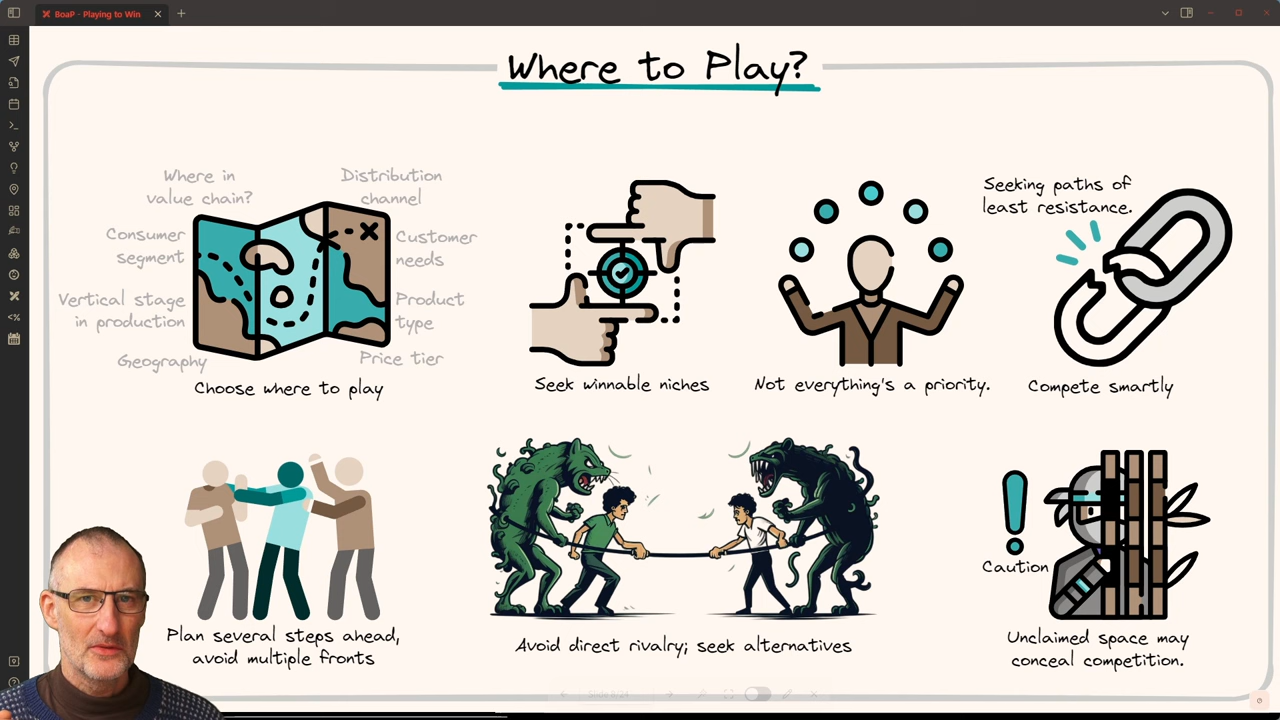 BoaP - Playing to Win
Where to Play?
Where in
value chain?
Distribution
channel
Consumer
segment
Customer
needs
Vertical stage
in production
Product
type
Geography
Price tier
Choose where to play
Seek winnable niches
Not everything's a priority.
Seeking paths of
least resistance.
Compete smartly
Plan several steps ahead,
avoid multiple fronts
Avoid direct rivalry; seek alternatives
Caution
Unclaimed space may
conceal competition.